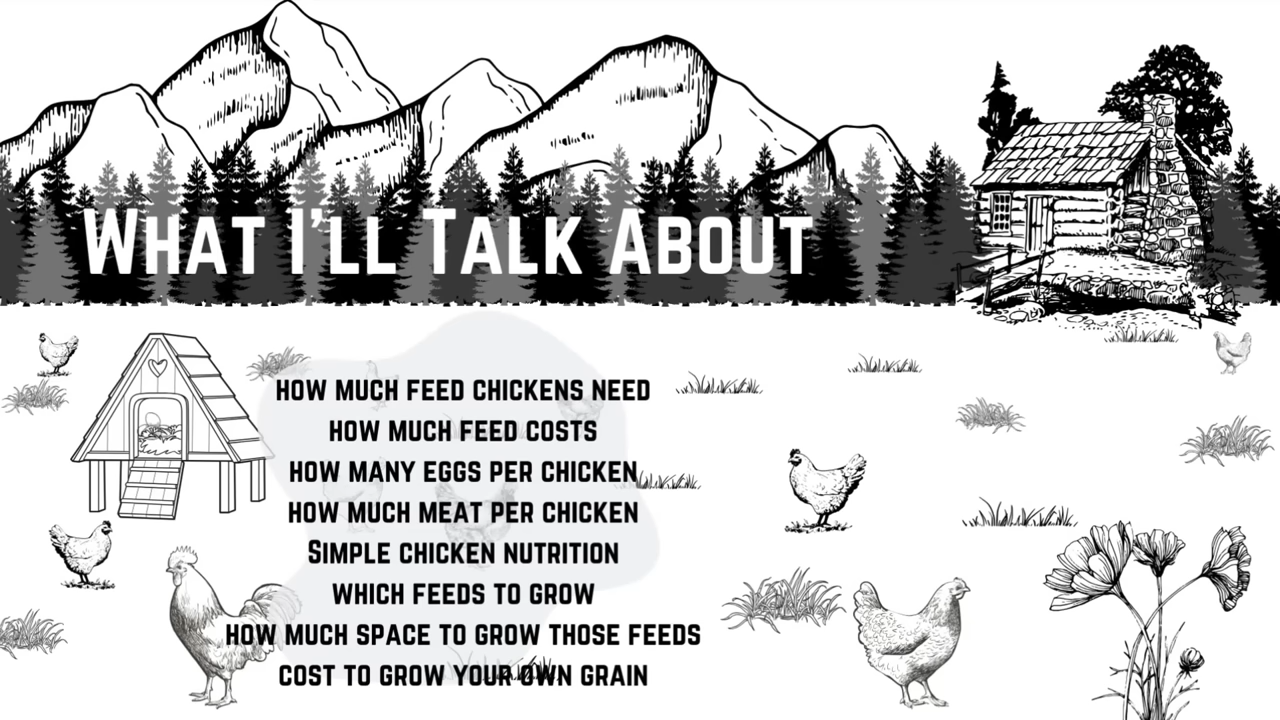 What I'll Talk About
HOW MUCH FEED CHICKENS NEED
HOW MUCH FEED COSTS
HOW MANY EGGS PER CHICKEN
HOW MUCH MEAT PER CHICKEN
SIMPLE CHICKEN NUTRITION
WHICH FEEDS TO GROW
HOW MUCH SPACE TO GROW THOSE FEEDS
COST TO GROW YOUR OWN GRAIN